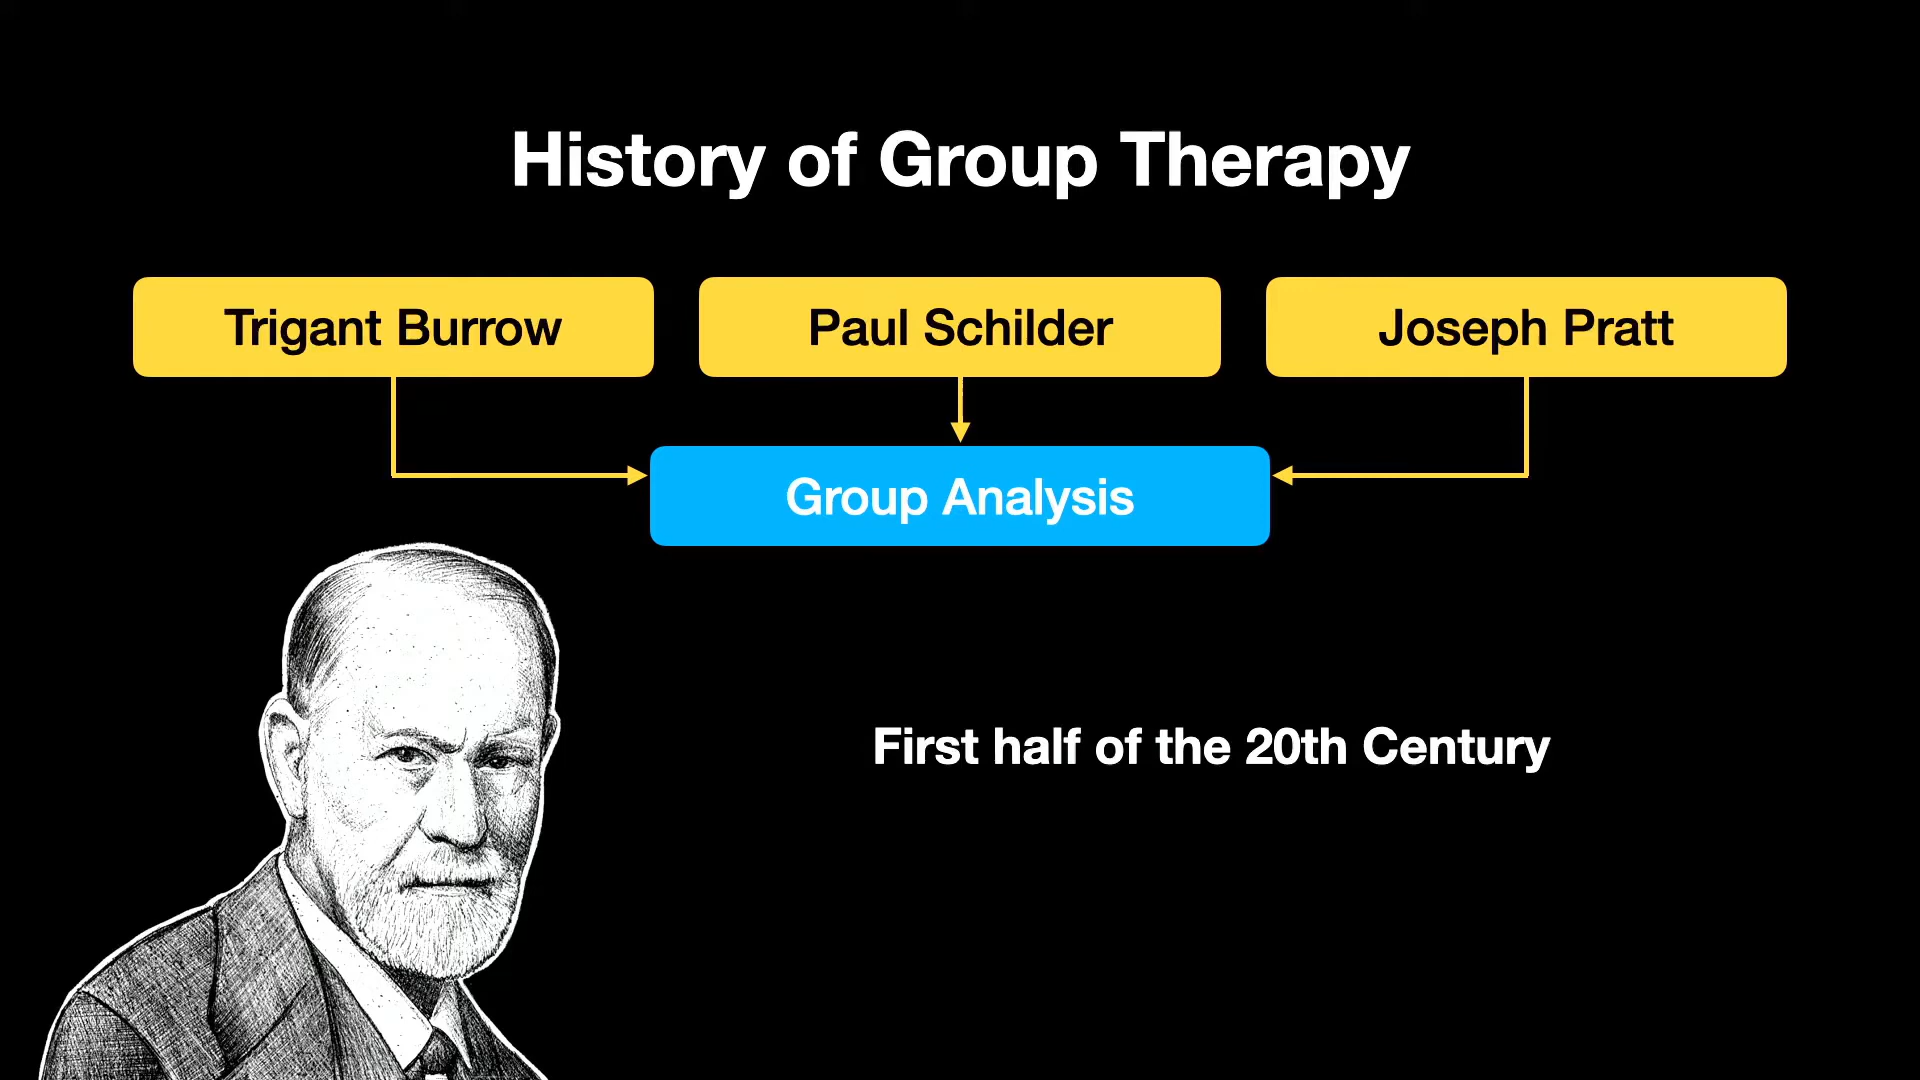 History of Group Therapy
Trigant Burrow
Paul Schilder
Joseph Pratt
Group Analysis
First half of the 20th Century